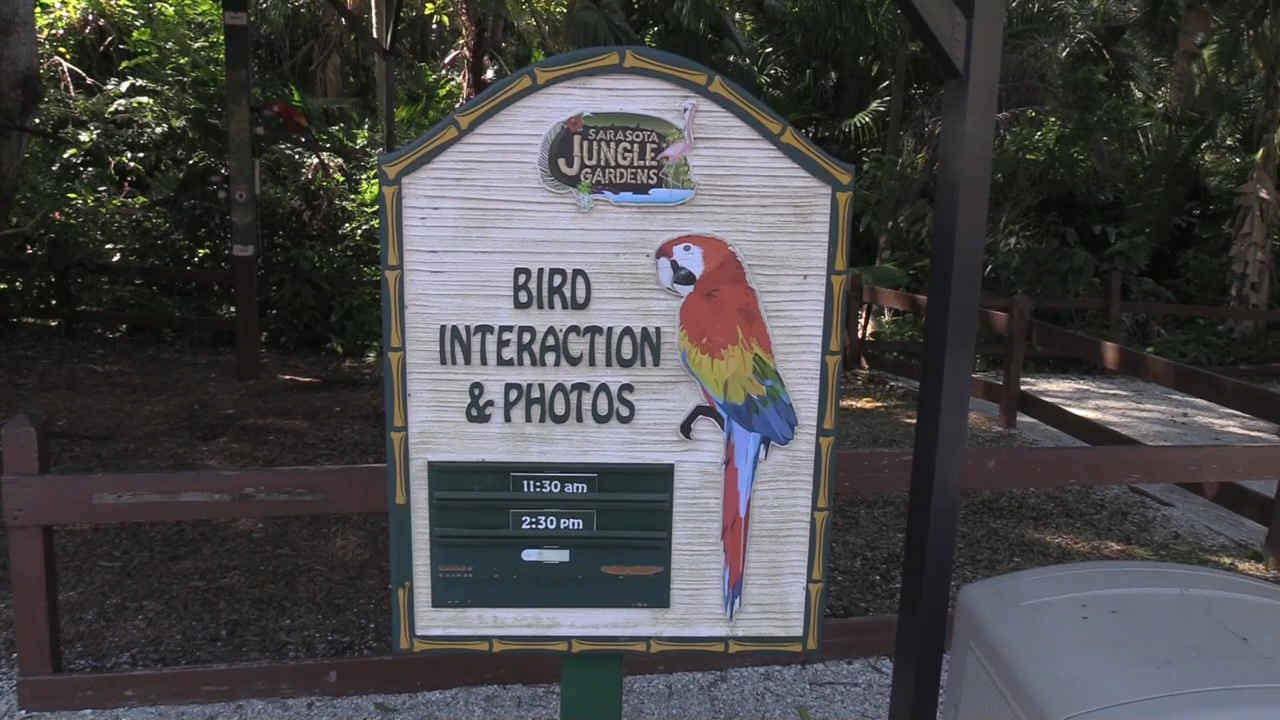 SARASOTA
JUNGLE
GARDENS
BIRD
INTERACTION
& PHOTOS
11:30 am
2:30 pm